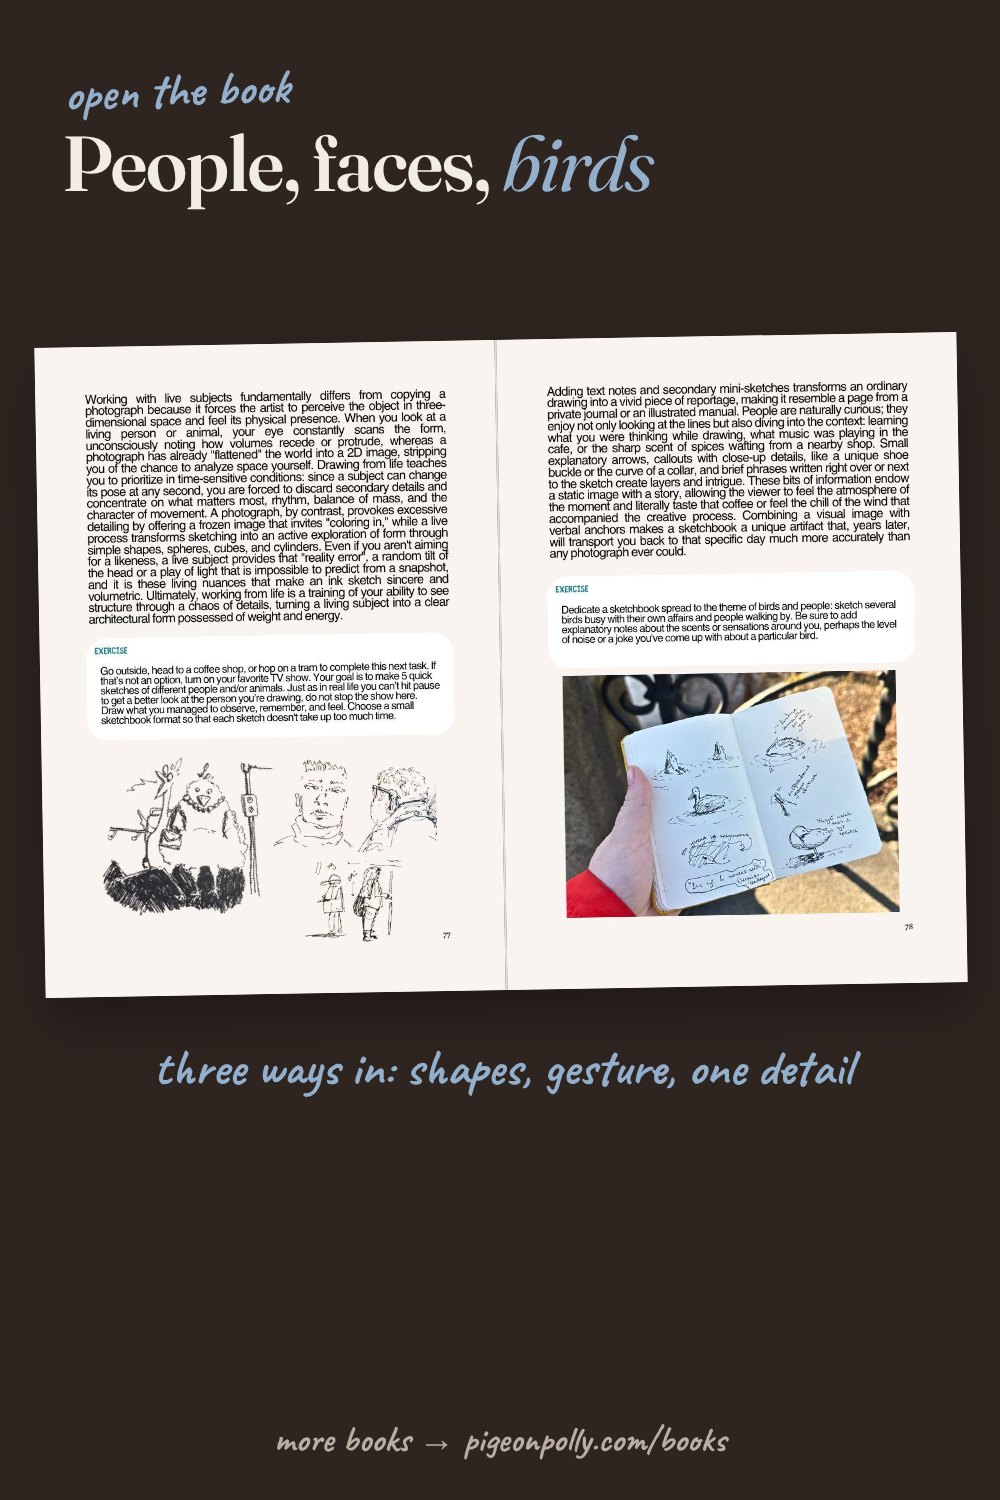 open the book
People, faces, birds
Working with live subjects fundamentally differs from copying a
photograph because it forces the artist to perceive the object in three-
dimensional space and feel its physical presence. When you look at a
living person or animal, your eye constantly scans the form,
unconsciously noting how volumes recede or protrude, whereas a
photograph has already "flattened" the world into a 2D image, stripping
you of the chance to analyze space yourself. Drawing from life teaches
you to prioritize in time-sensitive conditions: since a subject can change
its pose at any second, you are forced to discard secondary details and
concentrate on what matters most, rhythm, balance of mass, and the
character of movement. A photograph, by contrast, provokes excessive
detailing by offering a frozen image that invites "coloring in," while a live
process transforms sketching into an active exploration of form through
simple shapes, spheres, cubes, and cylinders. Even if you aren't aiming
for a likeness, a live subject provides that "reality error", a random tilt of
the head or a play of light that is impossible to predict from a snapshot,
and it is these living nuances that make an ink sketch sincere and
volumetric. Ultimately, working from life is a training of your ability to see
structure through a chaos of details, turning a living subject into a clear
architectural form possessed of weight and energy.
EXERCISE
Go outside, head to a coffee shop, or hop on a tram to complete this next task. If
that's not an option, turn on your favorite TV show. Your goal is to make 5 quick
sketches of different people and/or animals. Just as in real life you can't hit pause
to get a better look at the person you're drawing, do not stop the show here.
Draw what you managed to observe, remember, and feel. Choose a small
sketchbook format so that each sketch doesn't take up too much time.
77
Adding text notes and secondary mini-sketches transforms an ordinary
drawing into a vivid piece of reportage, making it resemble a page from a
private journal or an illustrated manual. People are naturally curious; they
enjoy not only looking at the lines but also diving into the context: learning
what you were thinking while drawing, what music was playing in the
cafe, or the sharp scent of spices wafting from a nearby shop. Small
explanatory arrows, callouts with close-up details, like a unique shoe
buckle or the curve of a collar, and brief phrases written right over or next
to the sketch create layers and intrigue. These bits of information endow
a static image with a story, allowing the viewer to feel the atmosphere of
the moment and literally taste that coffee or feel the chill of the wind that
accompanied the creative process. Combining a visual image with
verbal anchors makes a sketchbook a unique artifact that, years later,
will transport you back to that specific day much more accurately than
any photograph ever could.
EXERCISE
Dedicate a sketchbook spread to the theme of birds and people: sketch several
birds busy with their own affairs and people walking by. Be sure to add
explanatory notes about the scents or sensations around you, perhaps the level
of noise or a joke you've come up with about a particular bird.
78
three ways in: shapes, gesture, one detail
more books → pigeonpolly.com/books